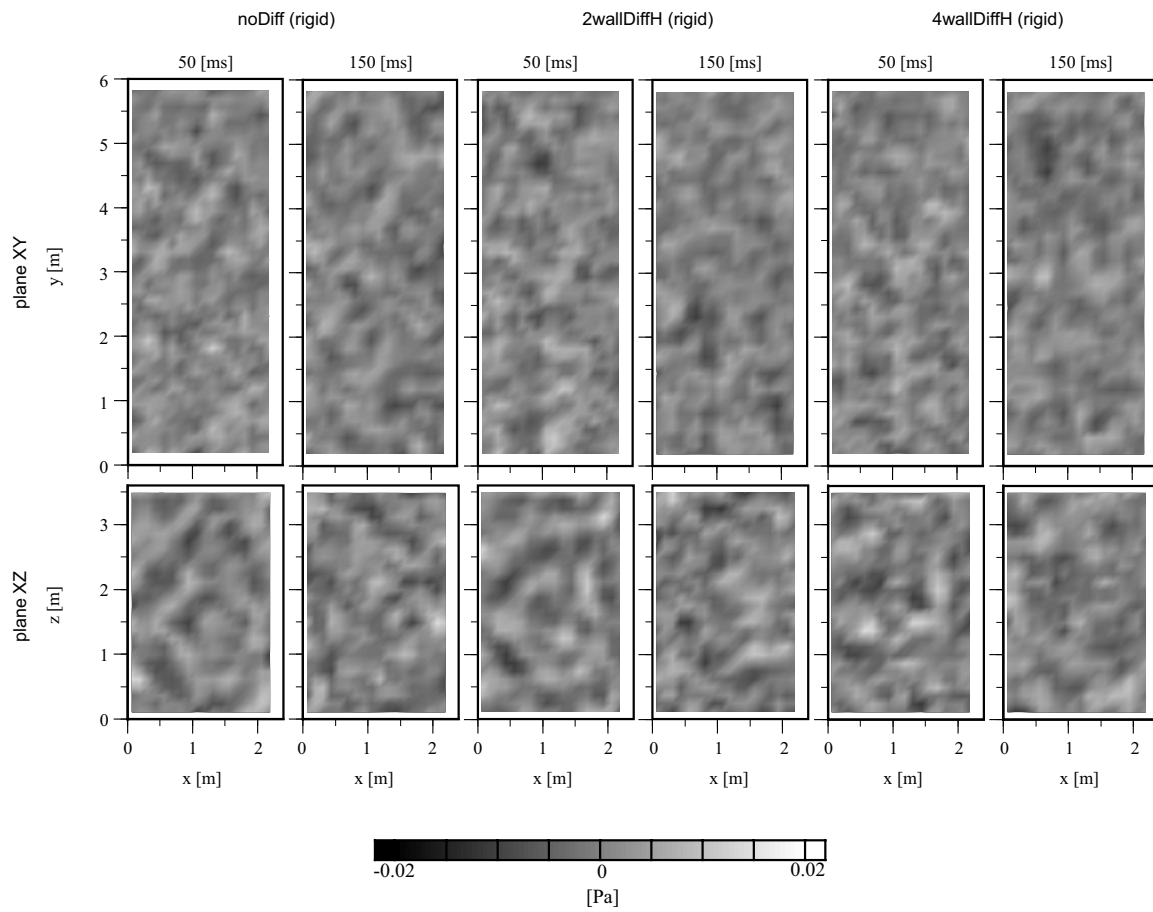 noDiff (rigid) 2wallDiffH (rigid) 4wallDiffH (rigid)
50 [ms] 150 [ms] 50 [ms] 150 [ms] 50 [ms] 150 [ms]
6
5
4
plane XY
y [m]
3
2
1
0
3
plane XZ
z [m]
2
1
0
0 1 2 0 1 2 0 1 2 0 1 2 0 1 2 0 1 2
x [m] x [m] x [m] x [m] x [m] x [m]
-0.02 0 0.02
[Pa]